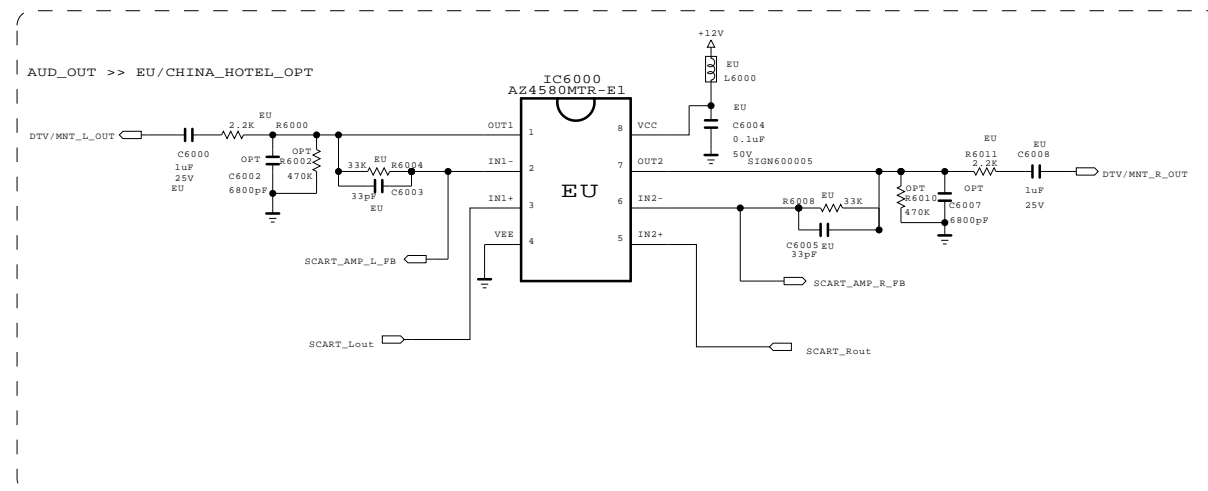 +12V
EU
L6000
AUD_OUT >> EU/CHINA_HOTEL_OPT
IC6000
AZ4580MTR-E1
EU
C6004
0.1uF
50V
EU
2.2K R6000
DTV/MNT_L_OUT
C6000
1uF
25V
EU
OPT
C6002
6800pF
OPT
R6002
470K
EU
33K R6004
33pF C6003
EU
OUT1 1
IN1- 2
IN1+ 3
VEE 4
EU
8 VCC
7 OUT2
6 IN2-
5 IN2+
SIGN600005
EU
R6008 33K
C6005 EU
33pF
OPT
R6010
470K
OPT
C6007
6800pF
EU
R6011
2.2K
EU
C6008
1uF
25V
DTV/MNT_R_OUT
SCART_AMP_L_FB
SCART_AMP_R_FB
SCART_Lout
SCART_Rout